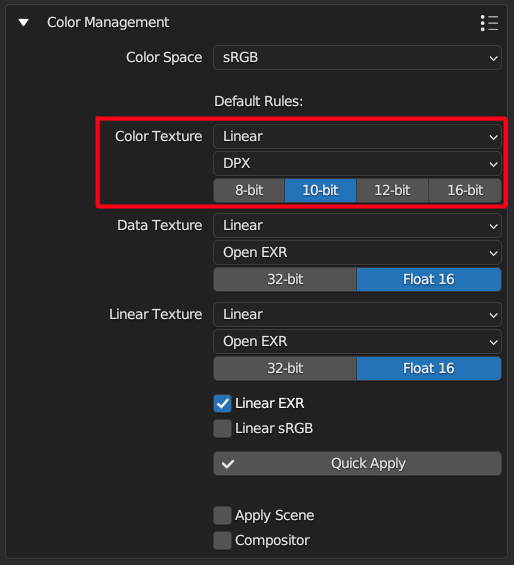 Color Management
Color Space sRGB
Default Rules:
Color Texture Linear
DPX
8-bit 10-bit 12-bit 16-bit
Data Texture Linear
Open EXR
32-bit Float 16
Linear Texture Linear
Open EXR
32-bit Float 16
Linear EXR
Linear sRGB
Quick Apply
Apply Scene
Compositor